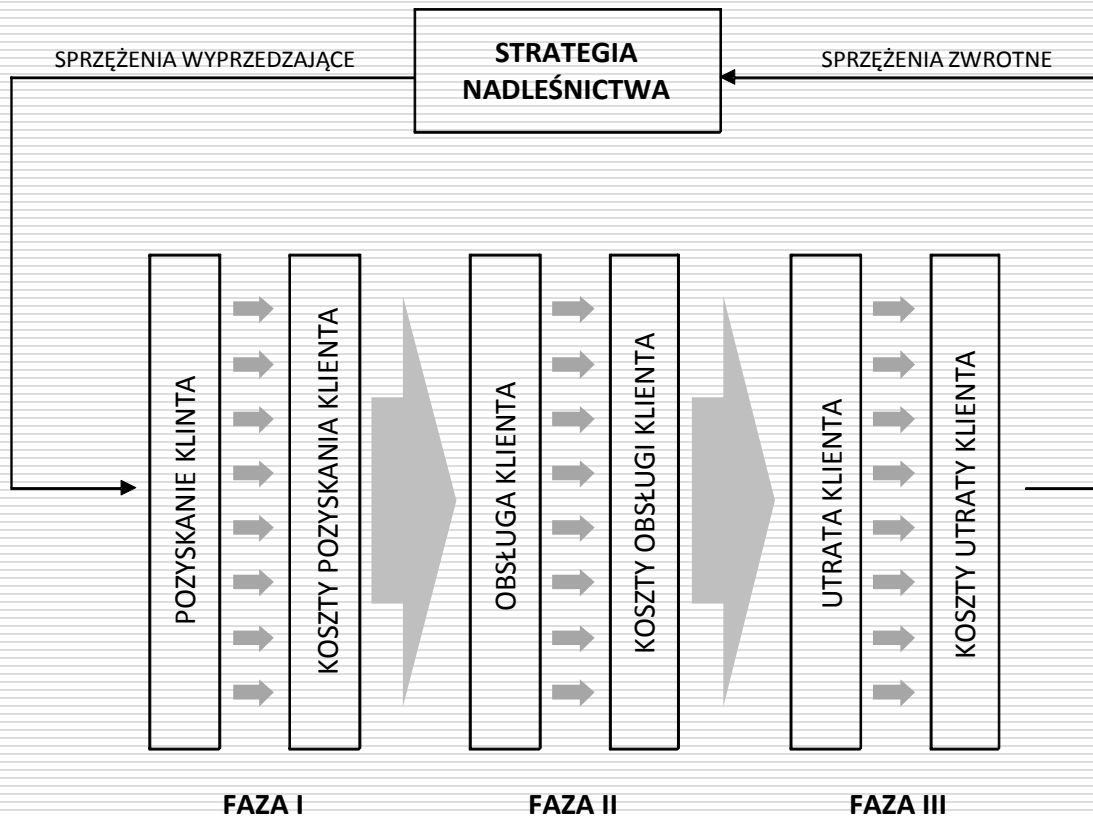 SPRZĘŻENIA WYPRZEDZAJĄCE
STRATEGIA
NADLEŚNICTWA
SPRZĘŻENIA ZWROTNE
POZYSKANIE KLINTA
KOSZTY POZYSKANIA KLIENTA
OBSŁUGA KLIENTA
KOSZTY OBSŁUGI KLIENTA
UTRATA KLIENTA
KOSZTY UTRATY KLIENTA
FAZA I
FAZA II
FAZA III